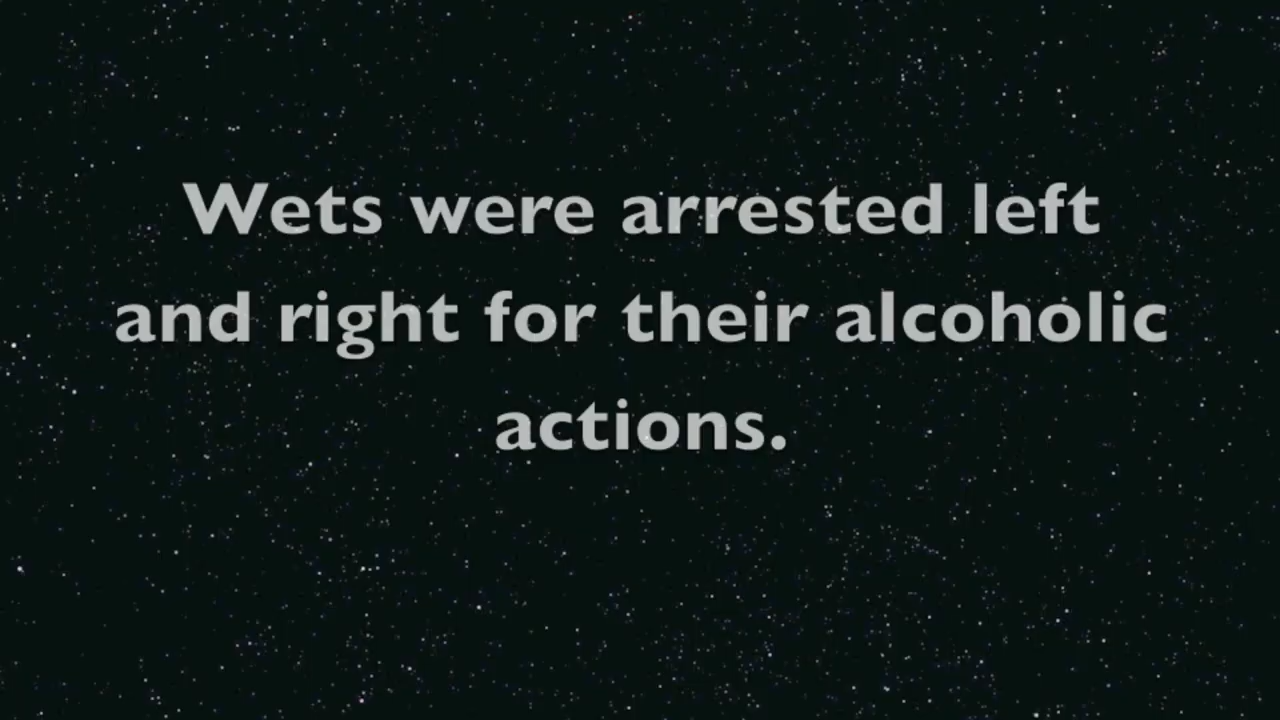 Wets were arrested left
and right for their alcoholic
actions.